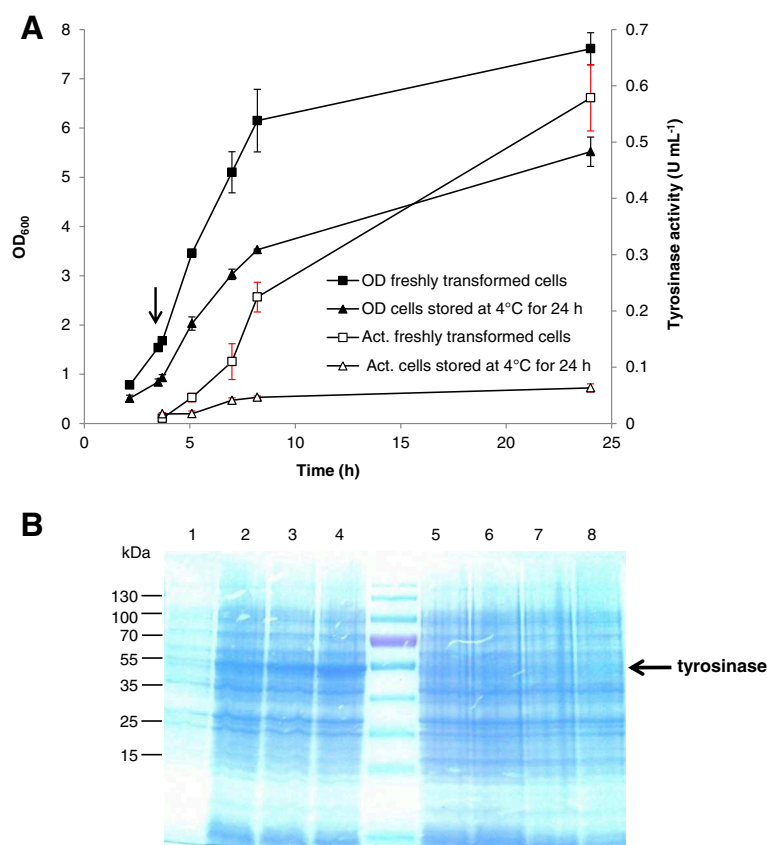 A
8
7
6
5
4
3
2
1
0
OD600
0.7
0.6
0.5
0.4
0.3
0.2
0.1
0
Tyrosinase activity (U mL-1)
OD freshly transformed cells
OD cells stored at 4°C for 24 h
Act. freshly transformed cells
Act. cells stored at 4°C for 24 h
0 5 10 15 20 25
Time (h)
B
1 2 3 4 5 6 7 8
kDa
130
100
70
55
35
25
15
tyrosinase